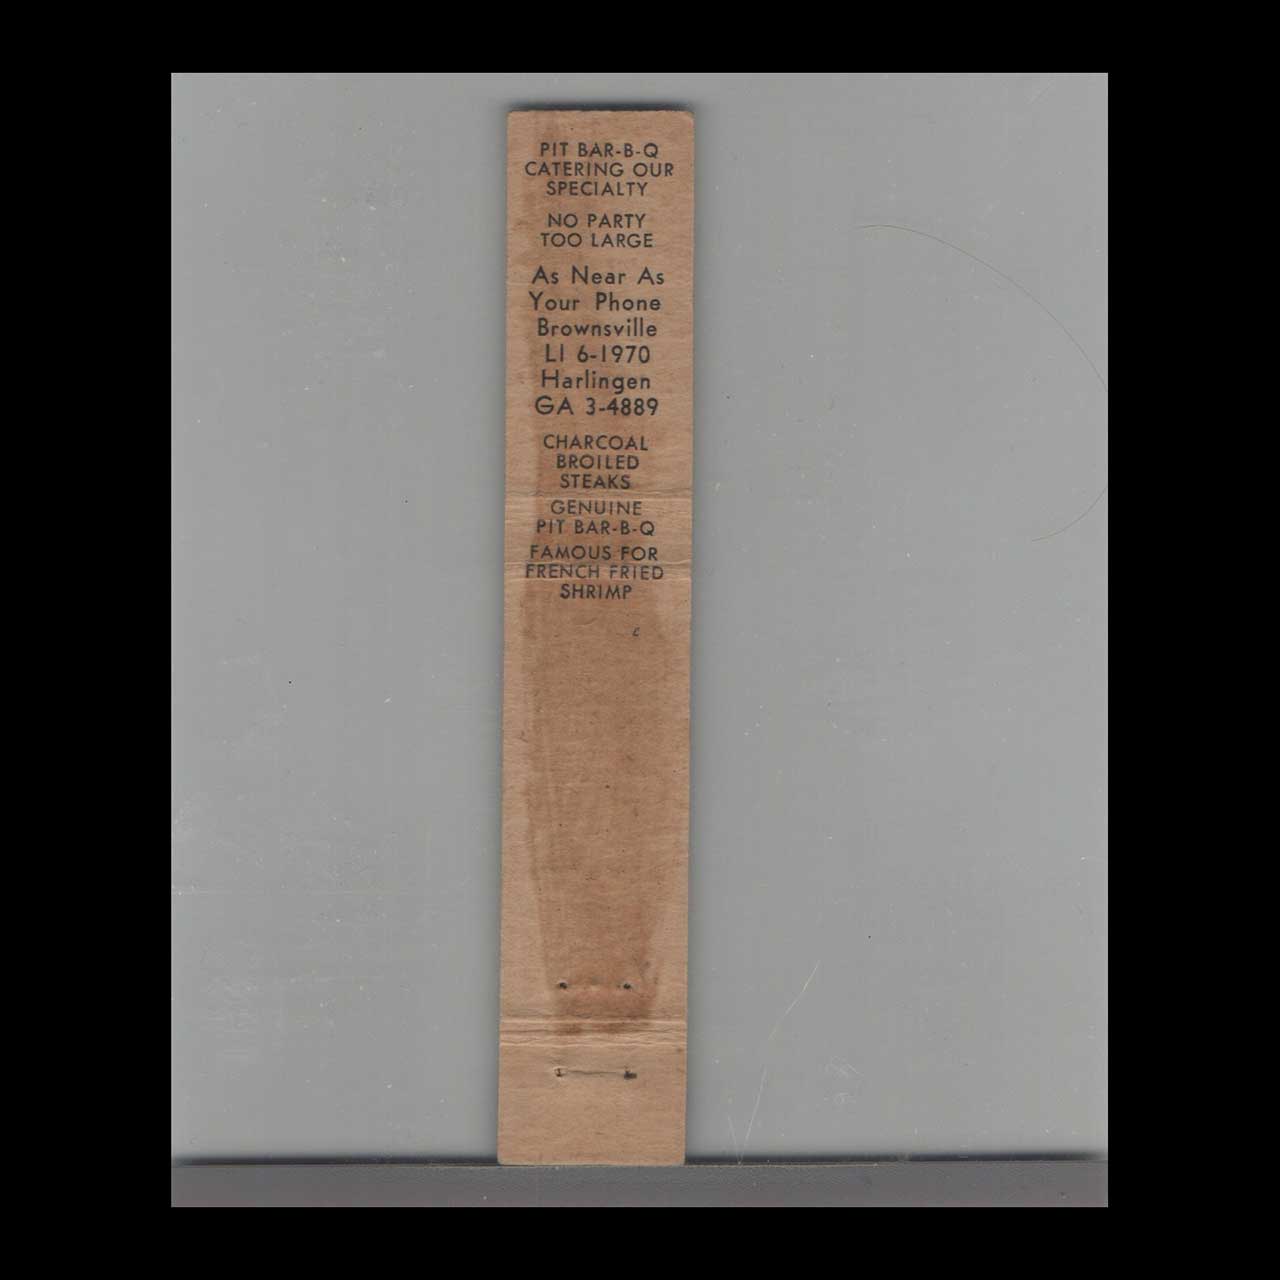 PIT BAR-B-Q
CATERING OUR
SPECIALTY
NO PARTY
TOO LARGE
As Near As
Your Phone
Brownsville
LI 6-1970
Harlingen
GA 3-4889
CHARCOAL
BROILED
STEAKS
GENUINE
PIT BAR-B-Q
FAMOUS FOR
FRENCH FRIED
SHRIMP